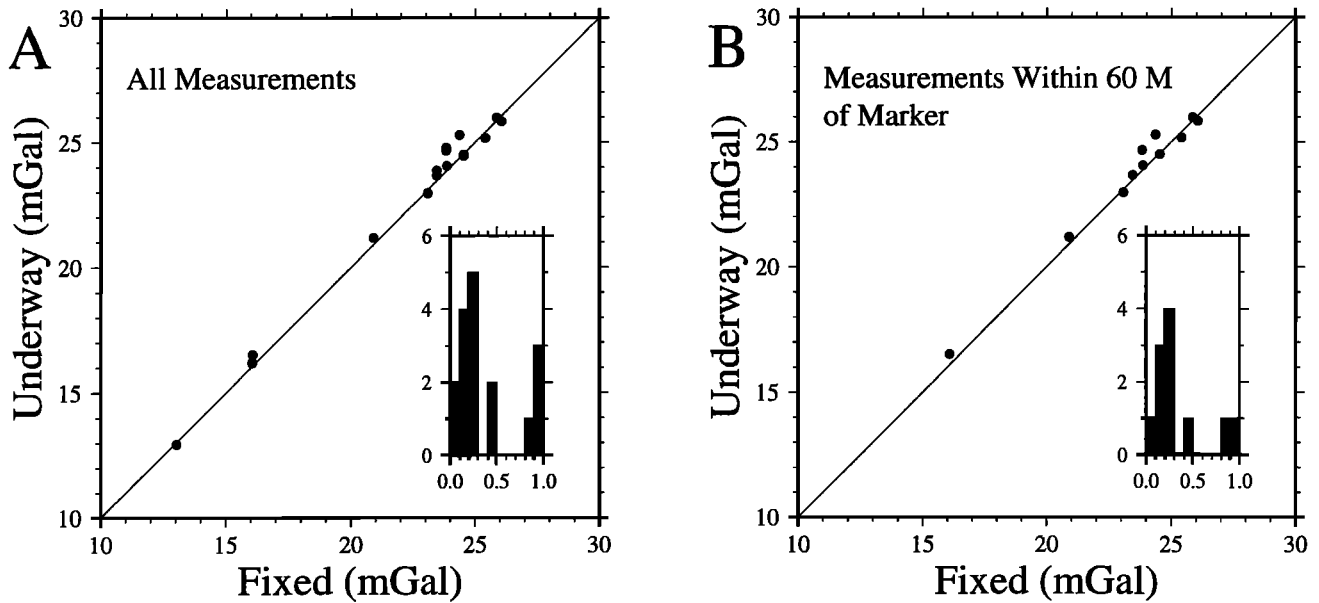 A
All Measurements
Underway (mGal)
30
25
20
15
10
10 15 20 25 30
Fixed (mGal)
6
4
2
0
0.0 0.5 1.0
B
Measurements Within 60 M
of Marker
Underway (mGal)
30
25
20
15
10
10 15 20 25 30
Fixed (mGal)
6
4
2
0
0.0 0.5 1.0